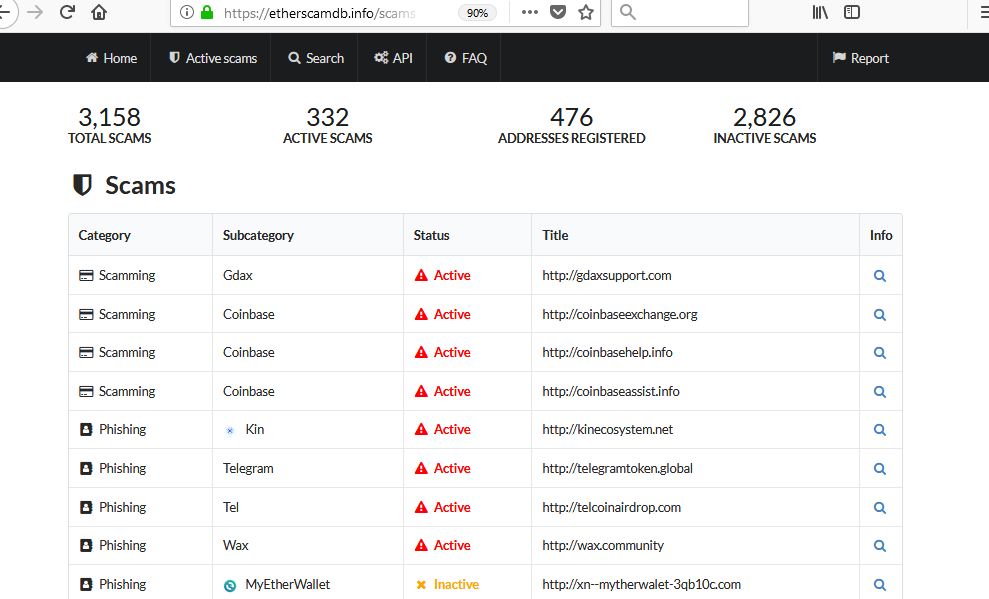 https://etherscamdb.info/scams 90%
Home Active scams Search API FAQ Report
3,158 332 476 2,826
TOTAL SCAMS ACTIVE SCAMS ADDRESSES REGISTERED INACTIVE SCAMS
Scams
Category Subcategory Status Title Info
Scamming Gdax Active http://gdaxsupport.com
Scamming Coinbase Active http://coinbaseexchange.org
Scamming Coinbase Active http://coinbasehelp.info
Scamming Coinbase Active http://coinbaseassist.info
Phishing Kin Active http://kinecosystem.net
Phishing Telegram Active http://telegramtoken.global
Phishing Tel Active http://telcoinairdrop.com
Phishing Wax Active http://wax.community
Phishing MyEtherWallet Inactive http://xn--mytherwalet-3qb10c.com